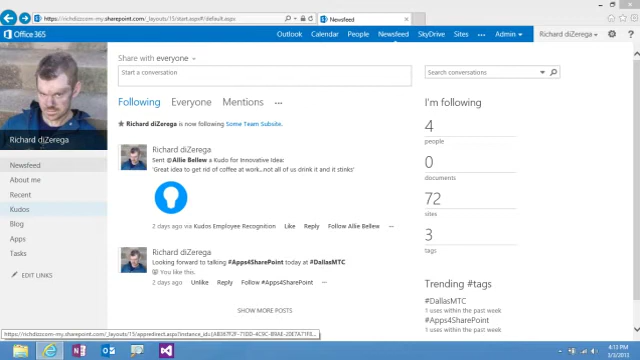 https://richdizzcom-my.sharepoint.com/_layouts/15/start.aspx#/default.aspx
Newsfeed
Office 365
Outlook Calendar People Newsfeed SkyDrive Sites ••• Admin
Richard diZerega
?
Share with everyone
Start a conversation
Search conversations
Following Everyone Mentions •••
I'm following
Richard diZerega is now following Some Team Subsite.
4
people
0
documents
72
sites
3
tags
Richard diZerega
Newsfeed
About me
Recent
Kudos
Blog
Apps
Tasks
EDIT LINKS
Richard diZerega
Sent @Allie Bellew a Kudo for Innovative Idea:
'Great idea to get rid of coffee at work...not all of us drink it and it stinks'
2 days ago via Kudos Employee Recognition Like Reply Follow Allie Bellew •••
Richard diZerega
Looking forward to talking #Apps4SharePoint today at #DallasMTC
You like this.
2 days ago Unlike Reply Follow #Apps4SharePoint •••
SHOW MORE POSTS
Trending #tags
#DallasMTC
1 uses within the past week
#Apps4SharePoint
1 uses within the past week
4:12 PM
3/3/2013